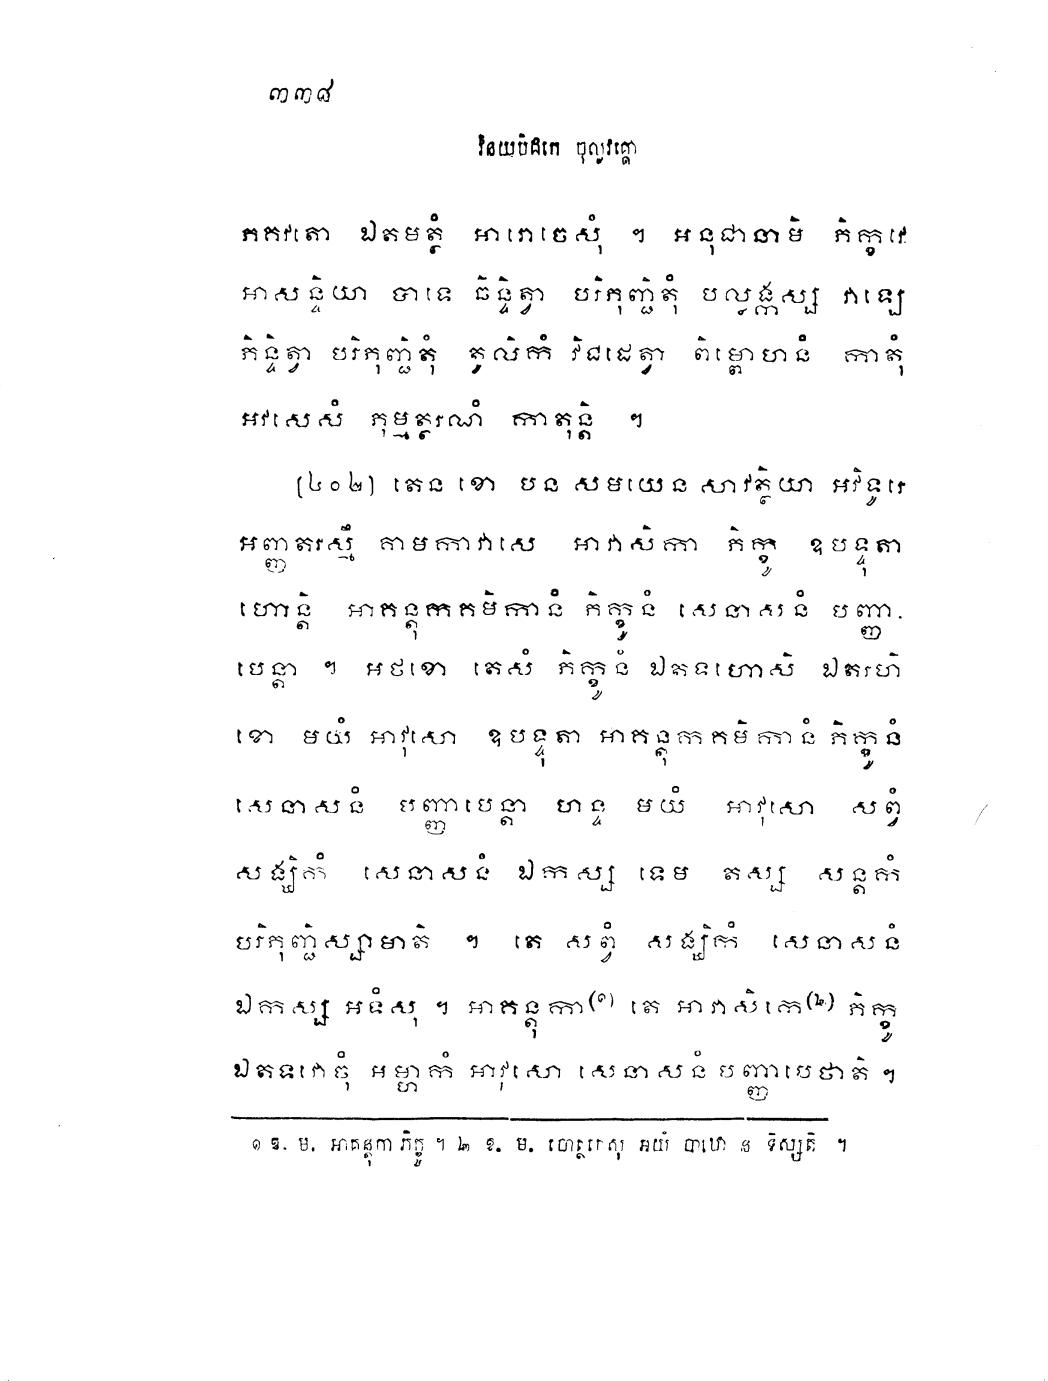 ៣៣៨
វិនយបិដកេ ចុល្លវគ្គោ
ភគវតោ ឯតមត្ថំ អារោចេសុំ ។ អនុជានាមិ ភិក្ខវេ
អាសន្ទិយា បាទេ ឆិន្ទិត្វា បរិភុញ្ជិតុំ បល្លង្កស្ស វាឡេ
ភិន្ទិត្វា បរិភុញ្ជិតុំ តូលិកំ វិជដេត្វា ពិម្ពោហនំ កាតុំ
អវសេសំ ភុម្មត្ថរណំ កាតុន្តិ ។
(៤០២) តេន ខោ បន សមយេន សាវត្ថិយា អវិទូរេ
អញ្ញតរស្មឹ គាមកាវាសេ អាវាសិកា ភិក្ខូ ឧបទ្ទុតា
ហោន្តិ អាគន្តុកគមិកានំ ភិក្ខូនំ សេនាសនំ បញ្ញា-
បេន្តា ។ អថខោ តេសំ ភិក្ខូនំ ឯតទហោសិ ឯតរហិ
ខោ មយំ អាវុសោ ឧបទ្ទុតា អាគន្តុកគមិកានំ ភិក្ខូនំ
សេនាសនំ បញ្ញាបេន្តា ហន្ទ មយំ អាវុសោ សព្វំ
សង្ឃិកំ សេនាសនំ ឯកស្ស ទេម តស្ស សន្តកំ
បរិភុញ្ជិស្សាមាតិ ។ តេ សព្វំ សង្ឃិកំ សេនាសនំ
ឯកស្ស អទំសុ ។ អាគន្តុកា(១) តេ អាវាសិកេ(២) ភិក្ខូ
ឯតទវោចុំ អម្ហាកំ អាវុសោ សេនាសនំ បញ្ញាបេថាតិ ។
១ ឱ. ម. អាគន្តុកា ភិក្ខូ ។ ២ ឱ. ម. បោត្ថកេសុ អយំ បាឋោ ន ទិស្សតិ ។